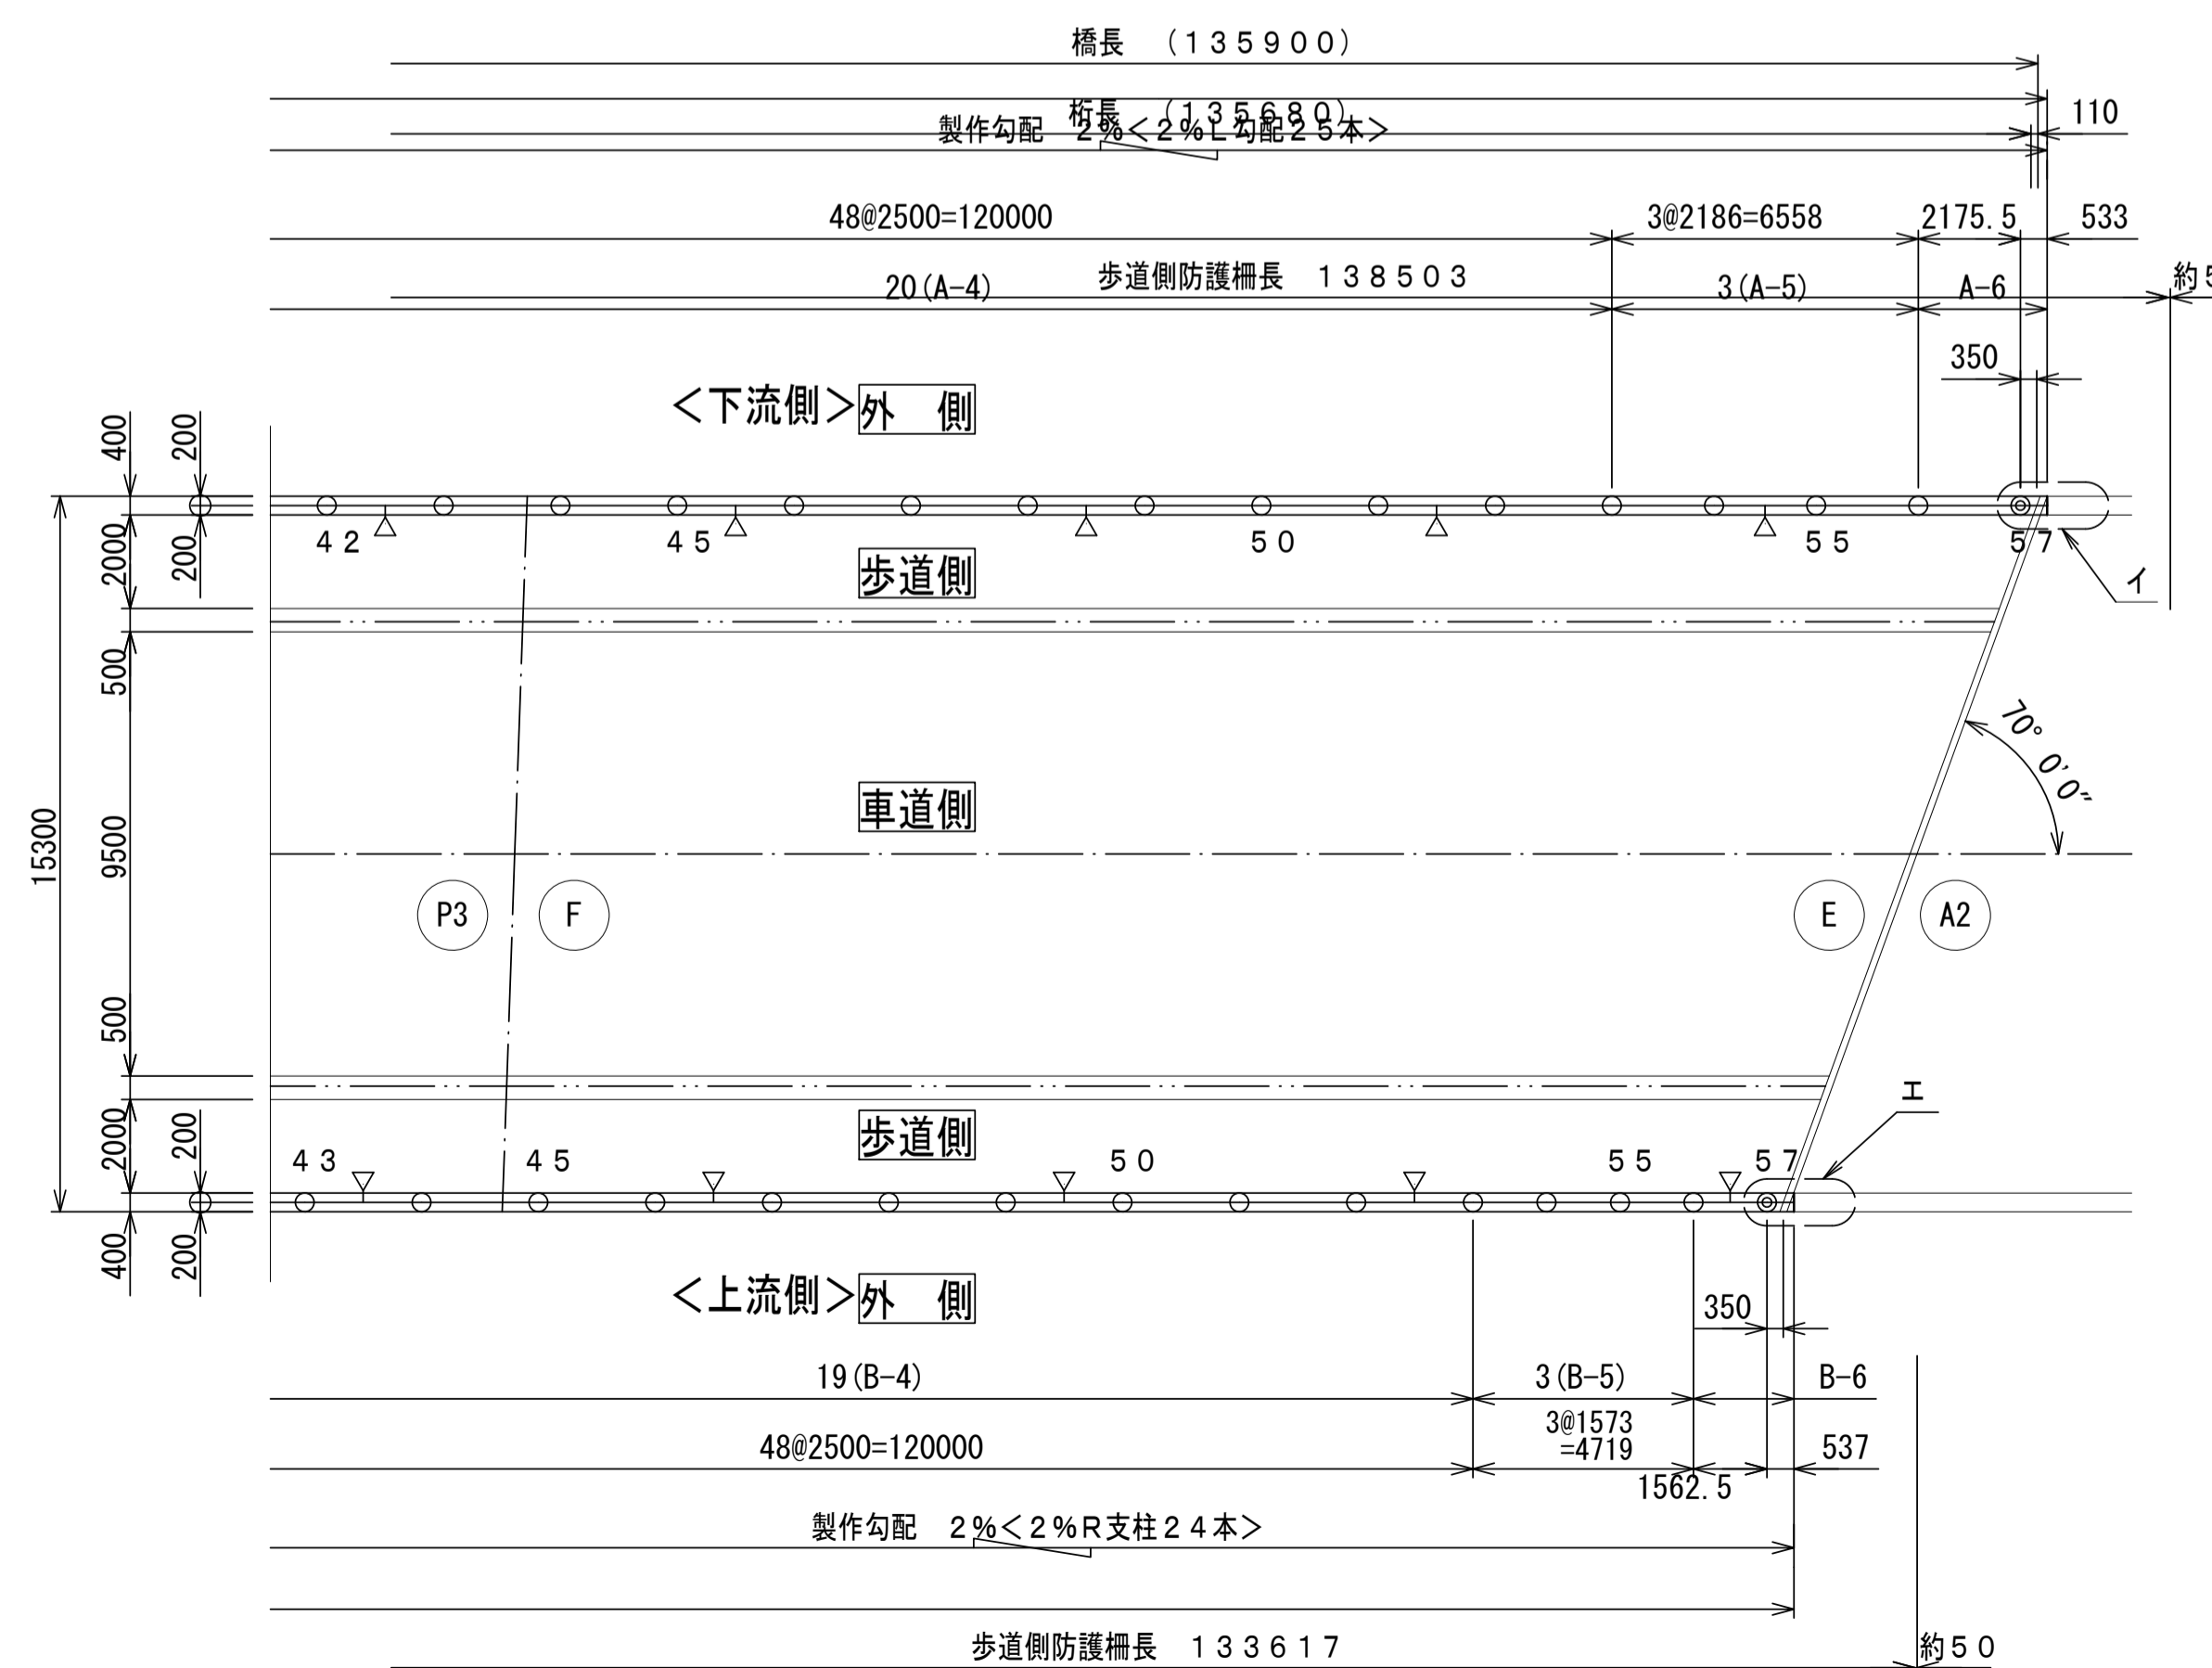 橋長　（１３５９００）
桁長　（１３５６８０）
110
製作勾配　２％＜２％Ｌ勾配２５本＞
48@2500=120000
3@2186=6558
2175.5
533
歩道側防護柵長　１３８５０３
約５
20(A-4)
3(A-5)
A-6
350
＜下流側＞
外　側
400
200
42
45
50
55
57
2000
200
イ
歩道側
500
70° 0′0″
車道側
15300
9500
P3
F
E
A2
500
エ
歩道側
2000
200
43
45
50
55
57
400
200
＜上流側＞
外　側
350
19(B-4)
3(B-5)
B-6
3@1573
=4719
48@2500=120000
537
1562.5
製作勾配　２％＜２％Ｒ支柱２４本＞
歩道側防護柵長　１３３６１７
約５０